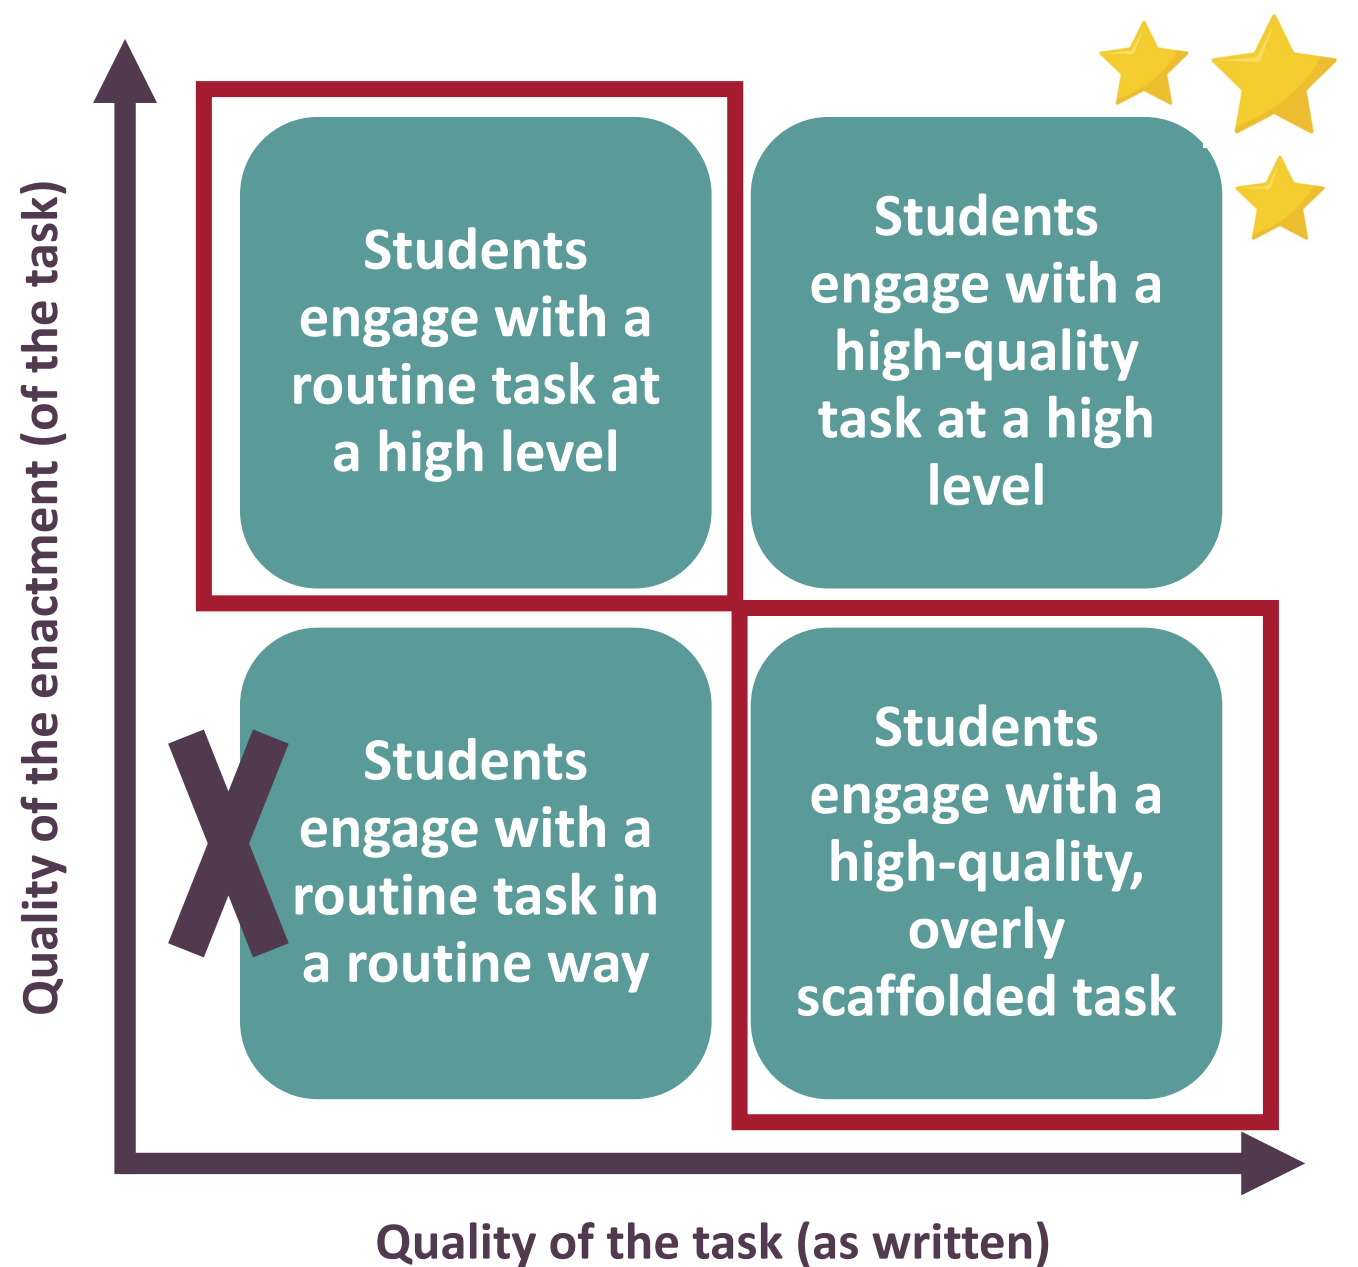 Quality of the enactment (of the task)
Students
engage with a
routine task at
a high level
Students
engage with a
high-quality
task at a high
level
Students
engage with a
routine task in
a routine way
Students
engage with a
high-quality,
overly
scaffolded task
Quality of the task (as written)